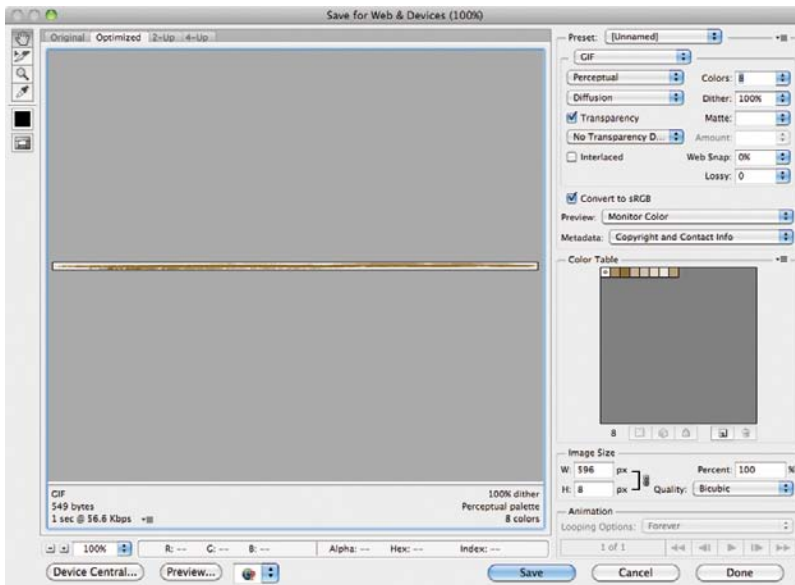 Save for Web & Devices (100%)
Original Optimized 2-Up 4-Up
Preset: [Unnamed]
GIF
Perceptual Colors: 8
Diffusion Dither: 100%
Transparency Matte:
No Transparency D... Amount:
Interlaced Web Snap: 0%
Lossy: 0
Convert to sRGB
Preview: Monitor Color
Metadata: Copyright and Contact Info
Color Table
8
Image Size
W: 596 px Percent: 100 %
H: 8 px Quality: Bicubic
Animation
Looping Options: Forever
1 of 1
GIF 100% dither
549 bytes Perceptual palette
1 sec @ 56.6 Kbps 8 colors
100% R: -- G: -- B: -- Alpha: -- Hex: -- Index: --
Device Central... Preview... Save Cancel Done